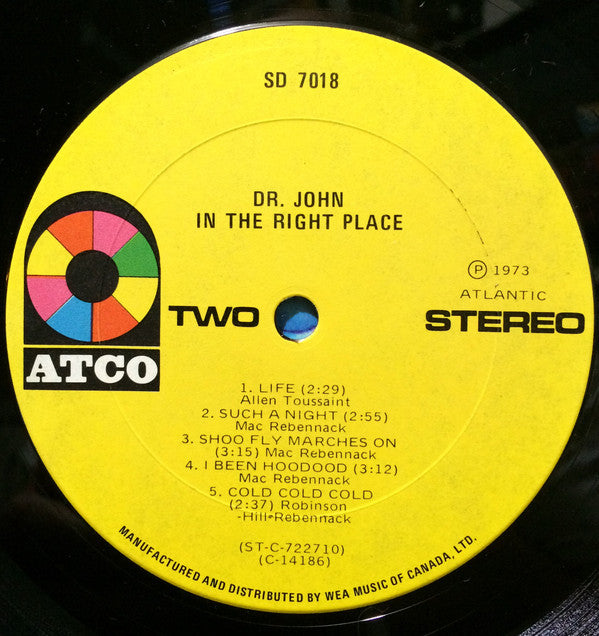 SD 7018
DR. JOHN
IN THE RIGHT PLACE
Ⓟ 1973
ATLANTIC
TWO
STEREO
ATCO
1. LIFE (2:29)
Allen Toussaint
2. SUCH A NIGHT (2:55)
Mac Rebennack
3. SHOO FLY MARCHES ON
(3:15) Mac Rebennack
4. I BEEN HOODOOD (3:12)
Mac Rebennack
5. COLD COLD COLD
(2:37) Robinson
-Hill-Rebennack
(ST-C-722710)
(C-14186)
MANUFACTURED AND DISTRIBUTED BY WEA MUSIC OF CANADA, LTD.